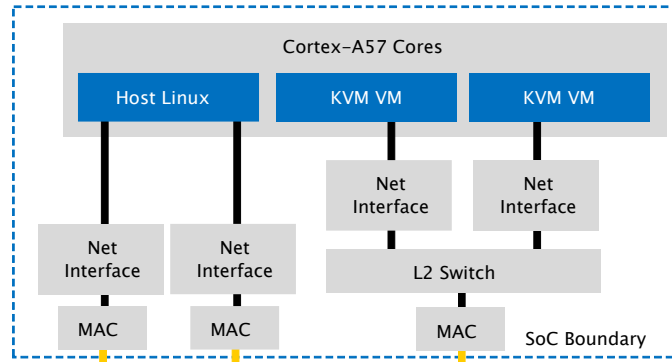 Cortex-A57 Cores
Host Linux
KVM VM
KVM VM
Net
Interface
Net
Interface
Net
Interface
Net
Interface
L2 Switch
MAC
MAC
MAC
SoC Boundary